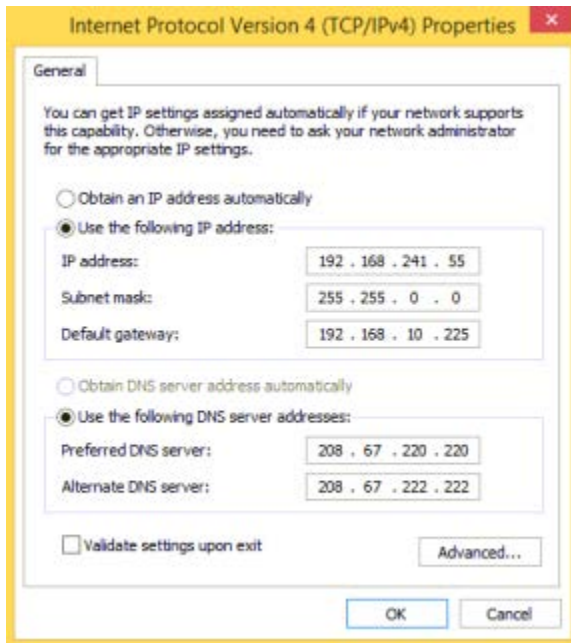 Internet Protocol Version 4 (TCP/IPv4) Properties
General
You can get IP settings assigned automatically if your network supports
this capability. Otherwise, you need to ask your network administrator
for the appropriate IP settings.
Obtain an IP address automatically
Use the following IP address:
IP address: 192 . 168 . 241 . 55
Subnet mask: 255 . 255 . 0 . 0
Default gateway: 192 . 168 . 10 . 225
Obtain DNS server address automatically
Use the following DNS server addresses:
Preferred DNS server: 208 . 67 . 220 . 220
Alternate DNS server: 208 . 67 . 222 . 222
Validate settings upon exit
Advanced...
OK Cancel